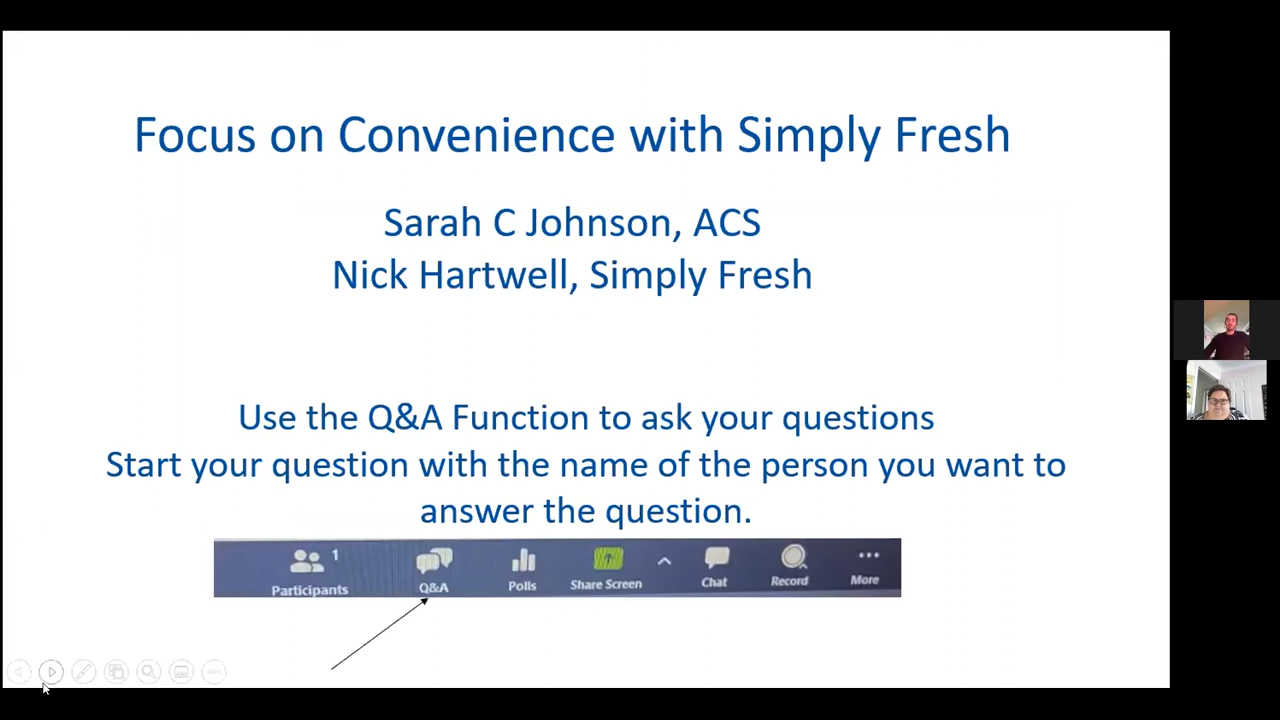 Focus on Convenience with Simply Fresh
Sarah C Johnson, ACS
Nick Hartwell, Simply Fresh
Use the Q&A Function to ask your questions
Start your question with the name of the person you want to
answer the question.
1
Participants
Q&A
Polls
Share Screen
Chat
Record
More